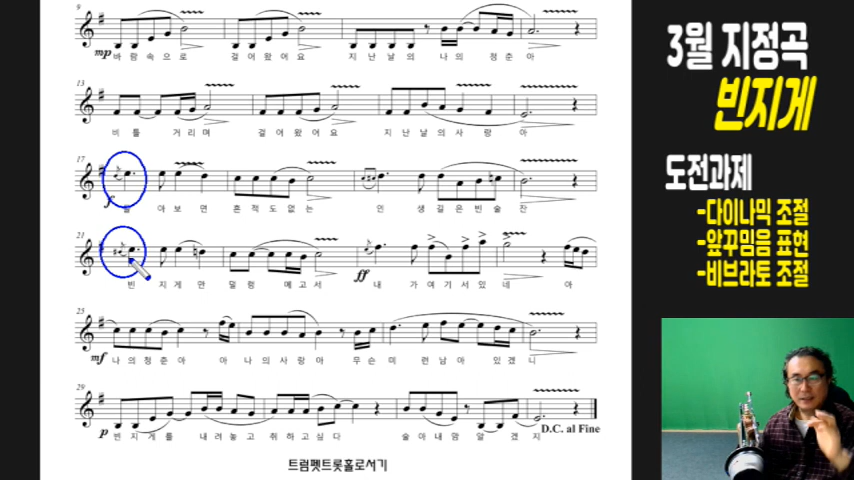 9
mp 바람속으로 걸어왔어요 지난날의 나의 청춘아
13
비틀 거리며 걸어왔어요 지난날의사랑 아
17
f 돌아보면 흔적도없는 인 생길은빈술 잔
21
빈 지게만 덜렁 메고서 ff 내 가여기서있 네 아
25
mf 나의청춘아 아 나의사랑아 무슨미 련남아 있겠니
29
p 빈지게를 내려놓고 취하고싶다 술아내맘알 겠지
D.C. al Fine
트럼펫트롯홀로서기
3월 지정곡
빈지게
도전과제
-다이나믹 조절
-앞꾸밈음 표현
-비브라토 조절